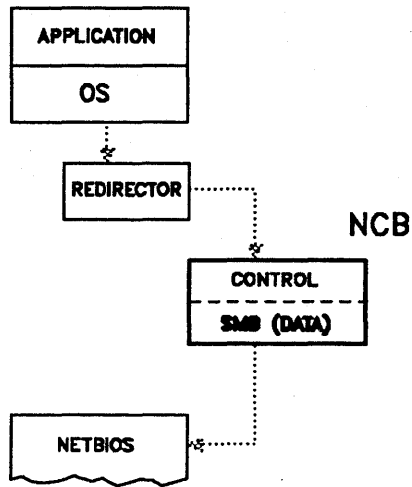 APPLICATION
OS
REDIRECTOR
NCB
CONTROL
SMB (DATA)
NETBIOS